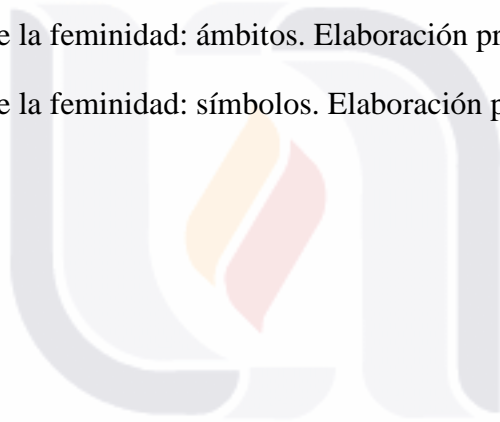 e la feminidad: ámbitos. Elaboración pr
e la feminidad: símbolos. Elaboración p